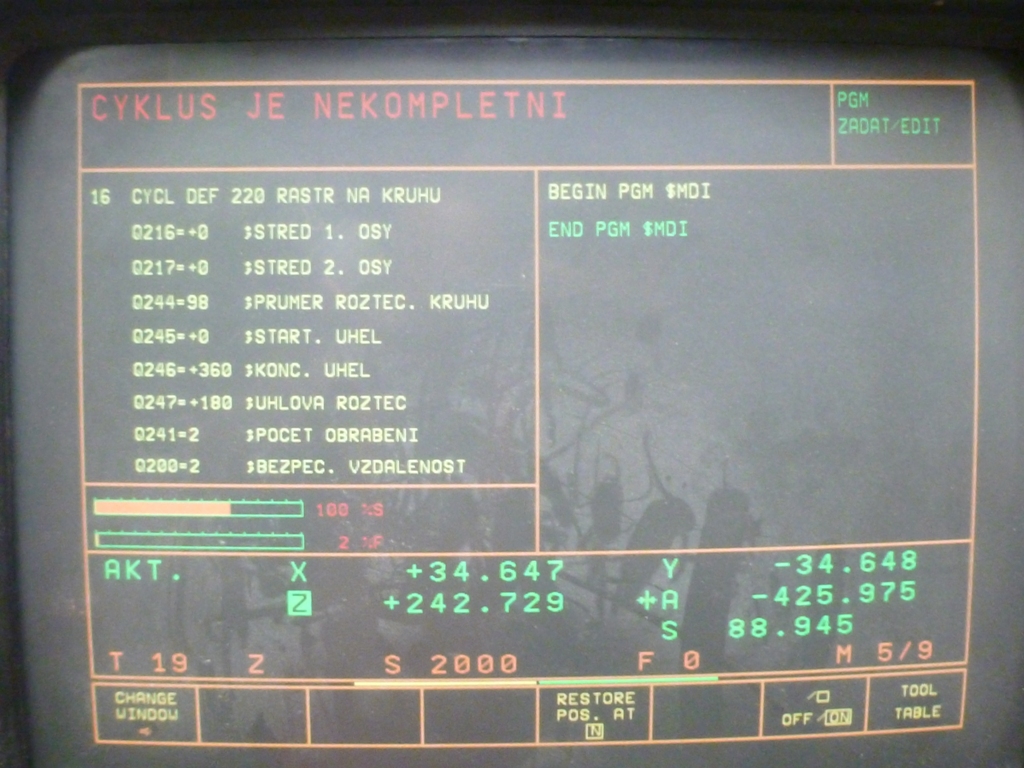 CYKLUS JE NEKOMPLETNI
PGM
ZADAT/EDIT
16 CYCL DEF 220 RASTR NA KRUHU
Q216=+0 ;STRED 1. OSY
Q217=+0 ;STRED 2. OSY
Q244=98 ;PRUMER ROZTEC. KRUHU
Q245=+0 ;START. UHEL
Q246=+360 ;KONC. UHEL
Q247=+180 ;UHLOVA ROZTEC
Q241=2 ;POCET OBRABENI
Q200=2 ;BEZPEC. VZDALENOST
BEGIN PGM $MDI
END PGM $MDI
100 %S
2 %F
AKT. X +34.647 Y -34.648
Z +242.729 *A -425.975
S 88.945
T 19 Z S 2000 F 0 M 5/9
CHANGE
WINDOW
RESTORE
POS. AT
N
OFF/ON
TOOL
TABLE